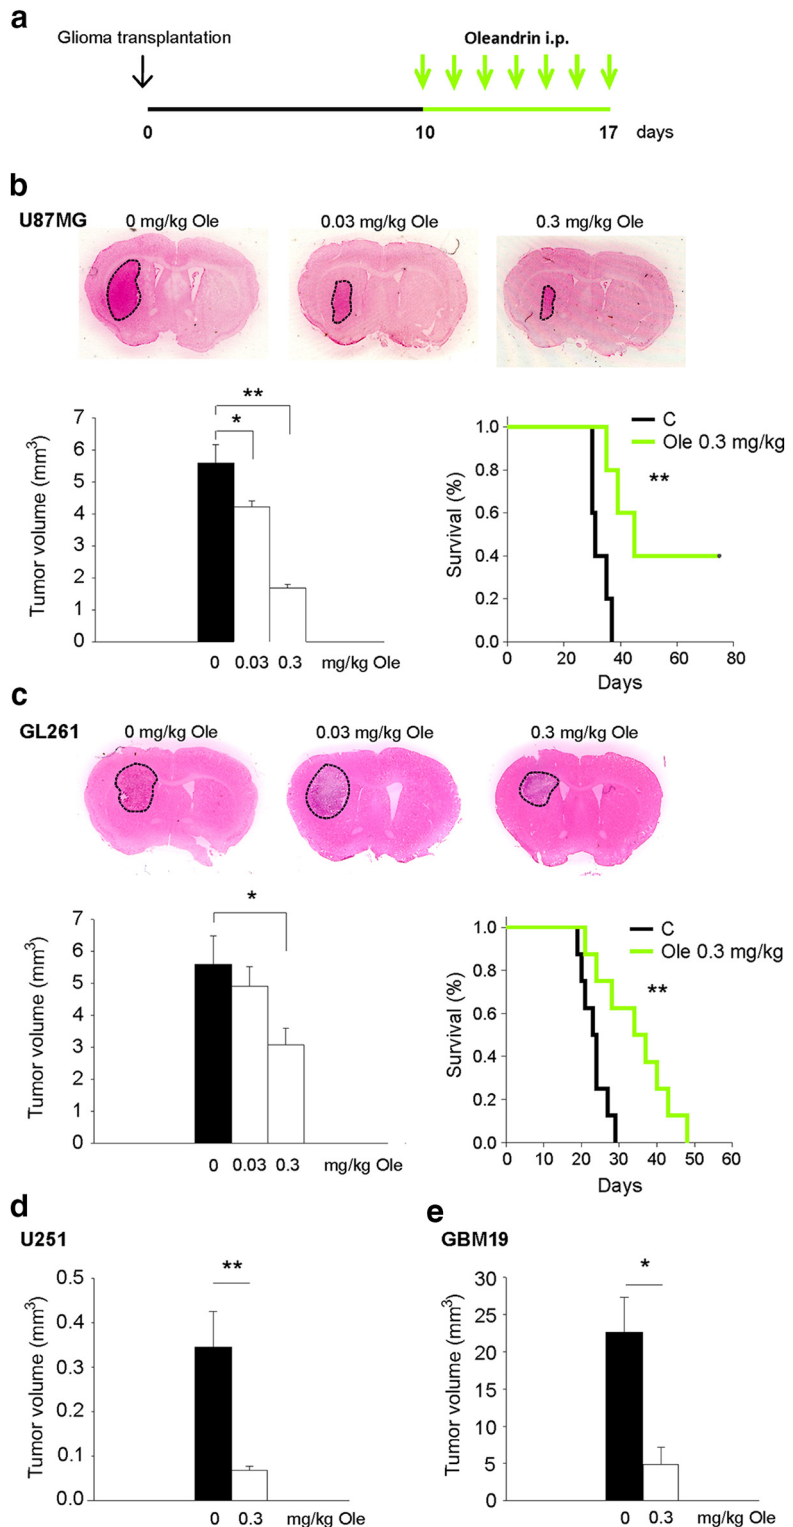 a
Glioma transplantation
Oleandrin i.p.
0 10 17 days
b
U87MG
0 mg/kg Ole 0.03 mg/kg Ole 0.3 mg/kg Ole
**
*
7
6
5
4
3
2
1
0
Tumor volume (mm3)
0 0.03 0.3 mg/kg Ole
C
Ole 0.3 mg/kg
**
1.0
0.8
0.6
0.4
0.2
0.0
Survival (%)
0 20 40 60 80
Days
c
GL261
0 mg/kg Ole 0.03 mg/kg Ole 0.3 mg/kg Ole
*
7
6
5
4
3
2
1
0
Tumor volume (mm3)
0 0.03 0.3 mg/kg Ole
C
Ole 0.3 mg/kg
**
1.0
0.8
0.6
0.4
0.2
0.0
Survival (%)
0 10 20 30 40 50 60
Days
d
U251
**
0.5
0.4
0.3
0.2
0.1
0.0
Tumor volume (mm3)
0 0.3 mg/kg Ole
e
GBM19
*
30
25
20
15
10
5
0
Tumor volume (mm3)
0 0.3 mg/kg Ole